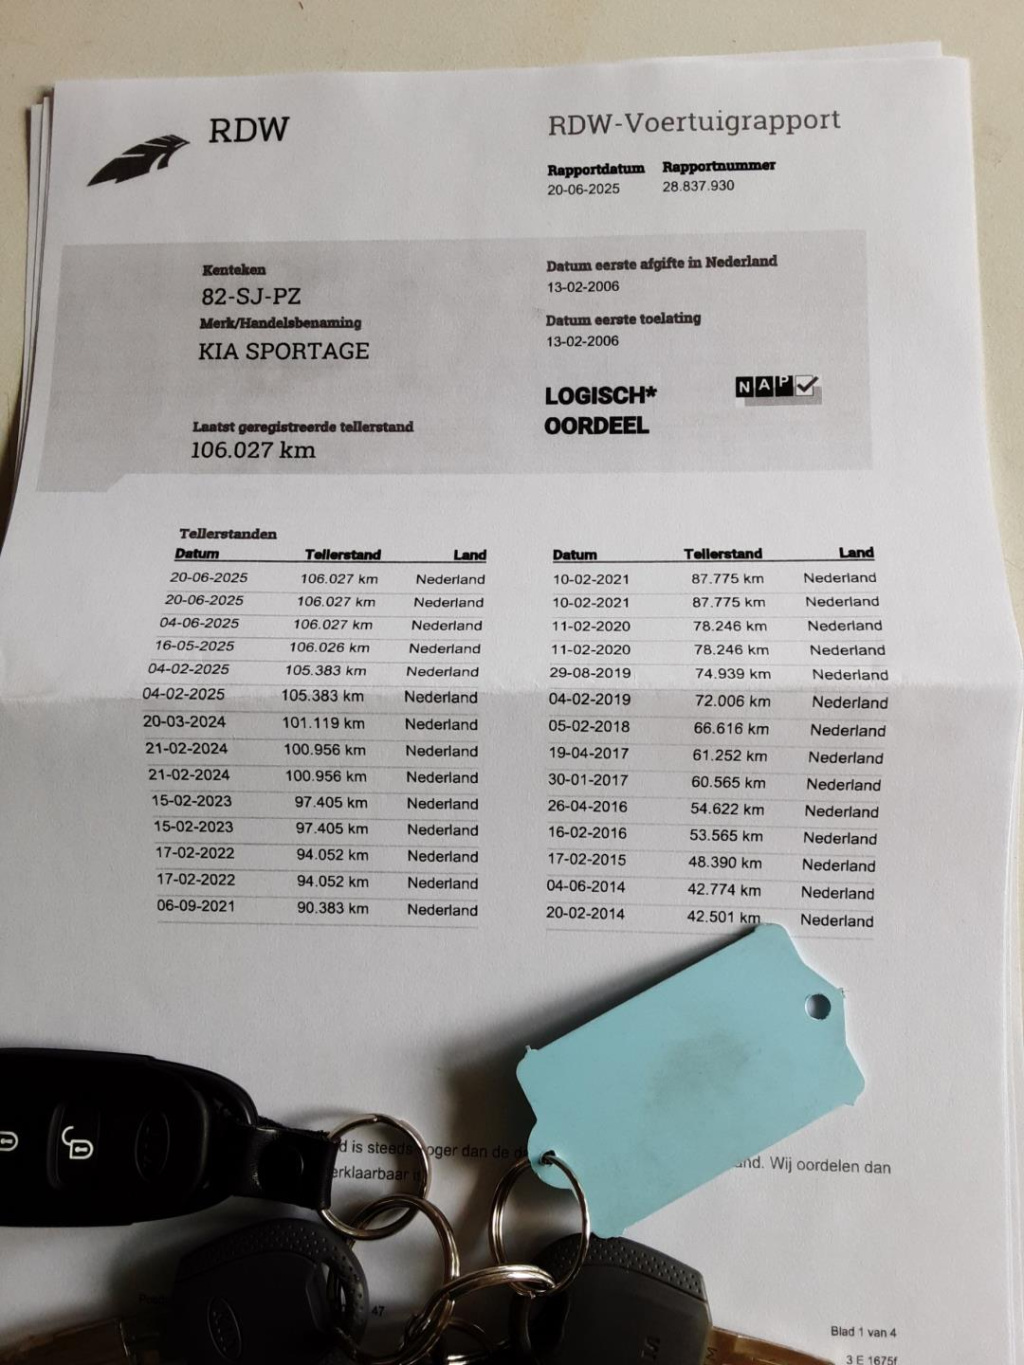 RDW
RDW-Voertuigrapport
Rapportdatum Rapportnummer
20-06-2025 28.837.930
Kenteken
82-SJ-PZ
Merk/Handelsbenaming
KIA SPORTAGE
Laatst geregistreerde tellerstand
106.027 km
Datum eerste afgifte in Nederland
13-02-2006
Datum eerste toelating
13-02-2006
LOGISCH*
OORDEEL
NAP
Tellerstanden
Datum Tellerstand Land
20-06-2025 106.027 km Nederland
20-06-2025 106.027 km Nederland
04-06-2025 106.027 km Nederland
16-05-2025 106.026 km Nederland
04-02-2025 105.383 km Nederland
04-02-2025 105.383 km Nederland
20-03-2024 101.119 km Nederland
21-02-2024 100.956 km Nederland
21-02-2024 100.956 km Nederland
15-02-2023 97.405 km Nederland
15-02-2023 97.405 km Nederland
17-02-2022 94.052 km Nederland
17-02-2022 94.052 km Nederland
06-09-2021 90.383 km Nederland
Datum Tellerstand Land
10-02-2021 87.775 km Nederland
10-02-2021 87.775 km Nederland
11-02-2020 78.246 km Nederland
11-02-2020 78.246 km Nederland
29-08-2019 74.939 km Nederland
04-02-2019 72.006 km Nederland
05-02-2018 66.616 km Nederland
19-04-2017 61.252 km Nederland
30-01-2017 60.565 km Nederland
26-04-2016 54.622 km Nederland
16-02-2016 53.565 km Nederland
17-02-2015 48.390 km Nederland
04-06-2014 42.774 km Nederland
20-02-2014 42.501 km Nederland
d is steeds oger dan de d and. Wij oordelen dan
erklaarbaar
47
Blad 1 van 4
3 E 1675f